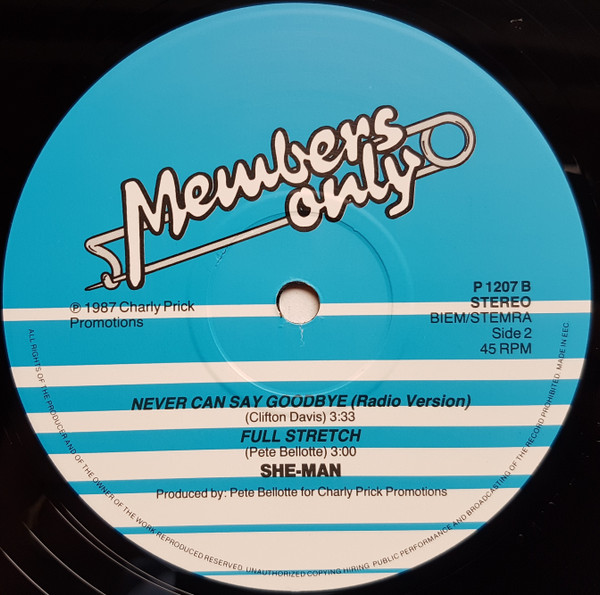 Members
only
℗ 1987 Charly Prick
Promotions
P 1207 B
STEREO
BIEM/STEMRA
Side 2
45 RPM
NEVER CAN SAY GOODBYE (Radio Version)
(Clifton Davis) 3:33
FULL STRETCH
(Pete Bellotte) 3:00
SHE-MAN
Produced by: Pete Bellotte for Charly Prick Promotions
ALL RIGHTS OF THE PRODUCER AND OF THE OWNER OF THE WORK REPRODUCED RESERVED. UNAUTHORIZED COPYING HIRING PUBLIC PERFORMANCE AND BROADCASTING OF THE RECORD PROHIBITED. MADE IN EEC